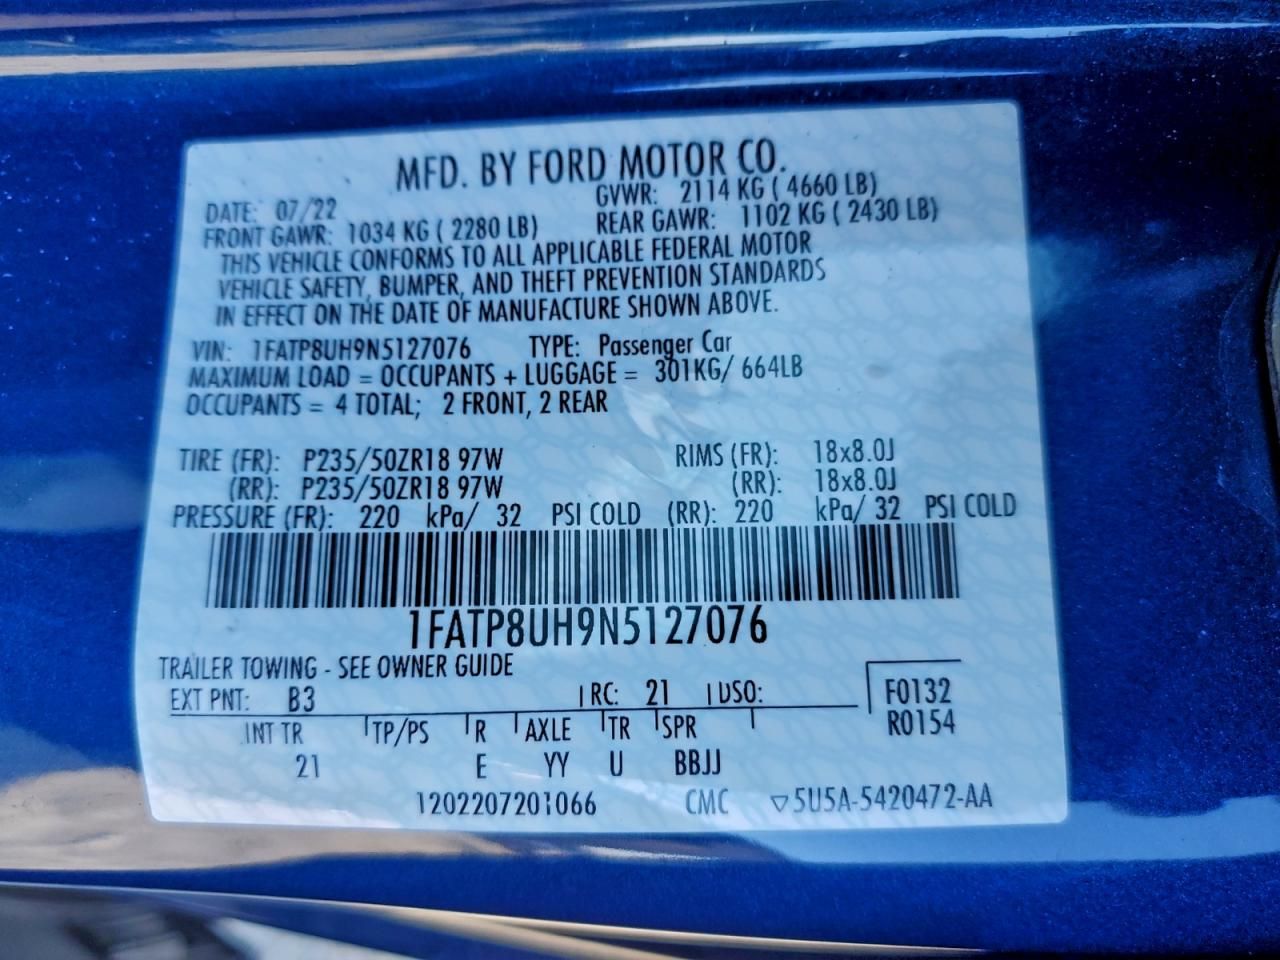 MFD. BY FORD MOTOR CO.
DATE: 07/22 GVWR: 2114 KG ( 4660 LB)
FRONT GAWR: 1034 KG ( 2280 LB) REAR GAWR: 1102 KG ( 2430 LB)
THIS VEHICLE CONFORMS TO ALL APPLICABLE FEDERAL MOTOR
VEHICLE SAFETY, BUMPER, AND THEFT PREVENTION STANDARDS
IN EFFECT ON THE DATE OF MANUFACTURE SHOWN ABOVE.
VIN: 1FATP8UH9N5127076 TYPE: Passenger Car
MAXIMUM LOAD = OCCUPANTS + LUGGAGE = 301KG/ 664LB
OCCUPANTS = 4 TOTAL; 2 FRONT, 2 REAR
TIRE (FR): P235/50ZR18 97W RIMS (FR): 18x8.0J
(RR): P235/50ZR18 97W (RR): 18x8.0J
PRESSURE (FR): 220 kPa/ 32 PSI COLD (RR): 220 kPa/ 32 PSI COLD
1FATP8UH9N5127076
TRAILER TOWING - SEE OWNER GUIDE
EXT PNT: B3 RC: 21 DSO: F0132
INT TR TP/PS R AXLE TR SPR R0154
21 E YY U BBJJ
1202207201066 CMC ▽5U5A-5420472-AA